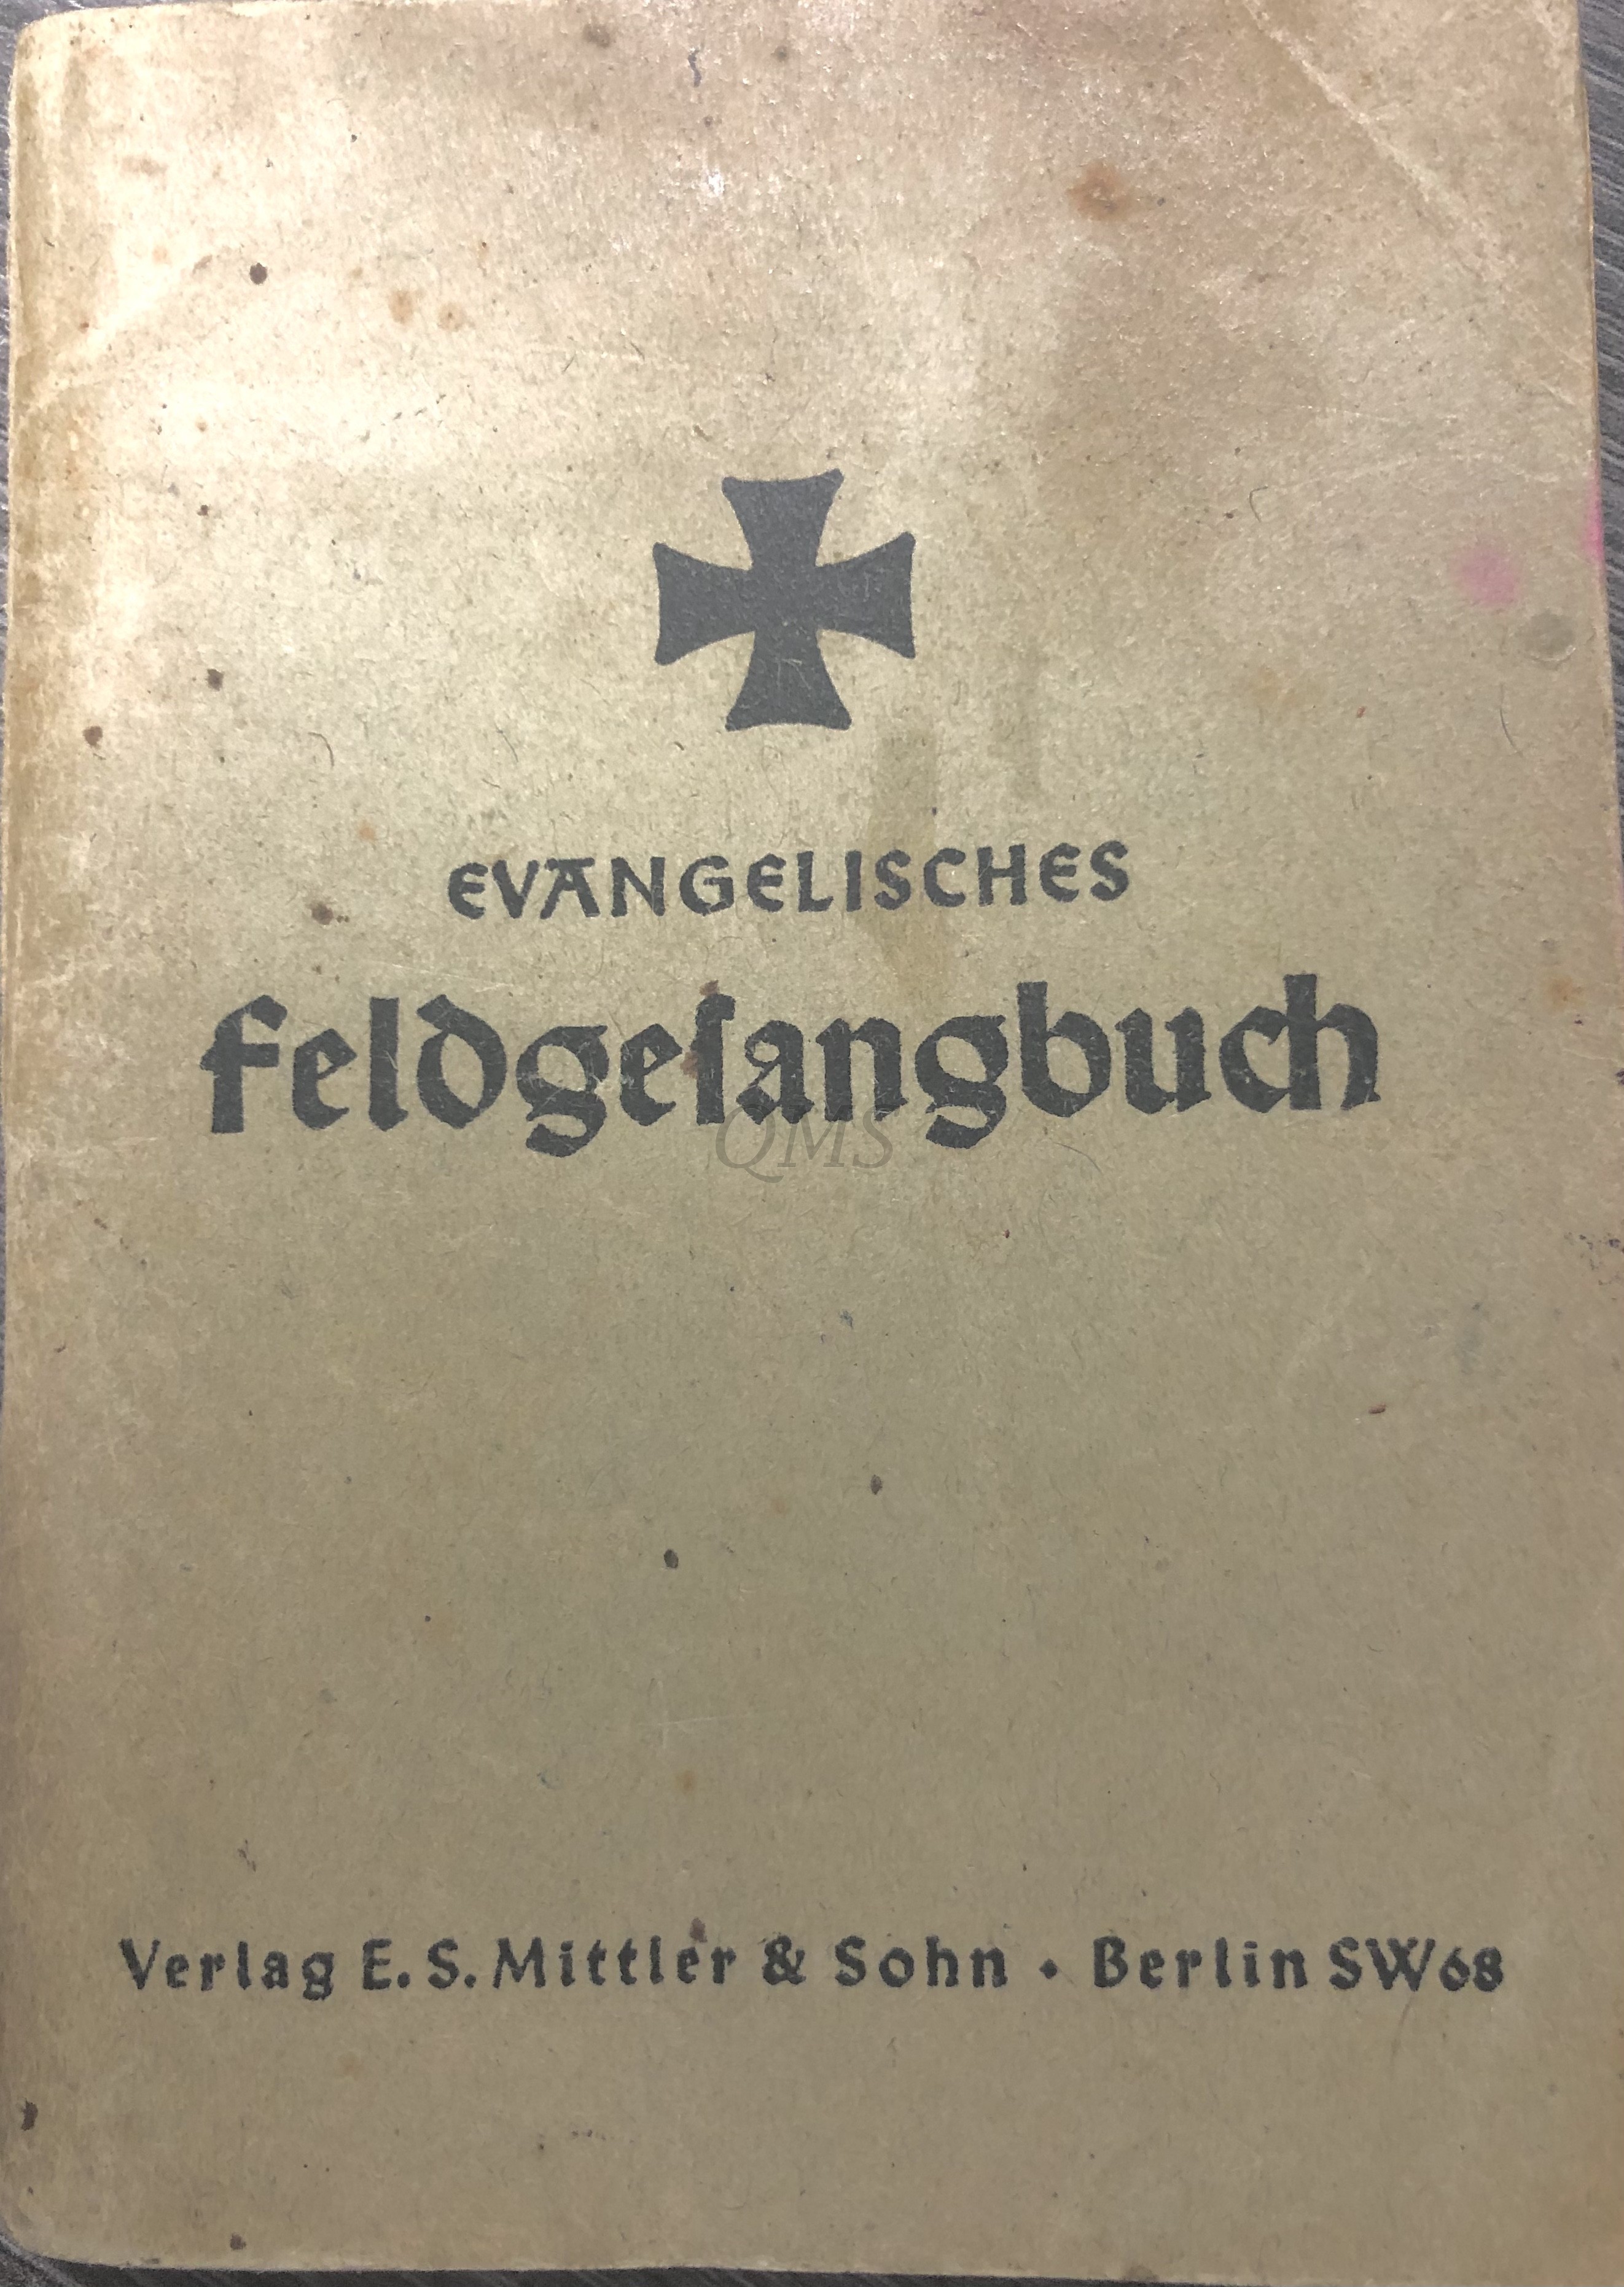 EVANGELISCHES
Feldgeſangbuch
QMS
Verlag E. S. Mittler & Sohn • Berlin SW68